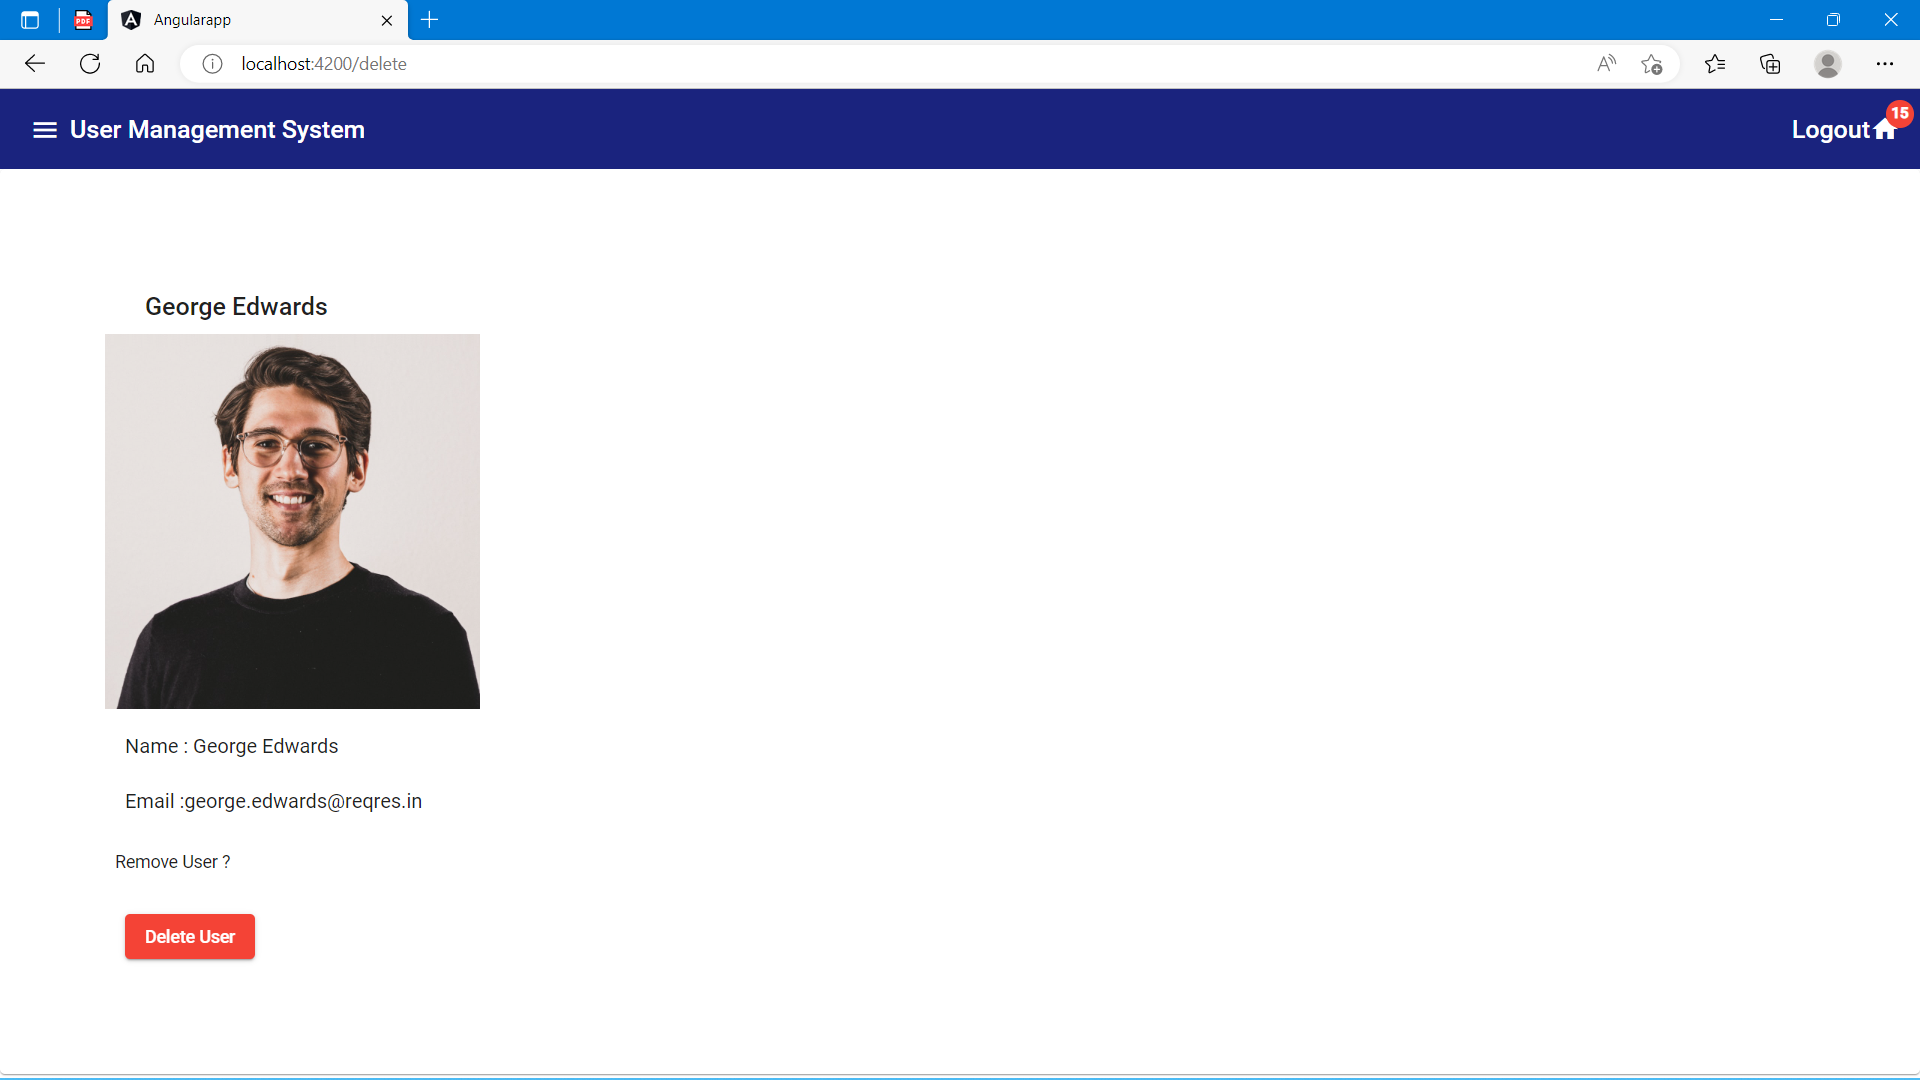 PDF
Angularapp
localhost:4200/delete
User Management System
Logout
15
George Edwards
Name : George Edwards
Email :george.edwards@reqres.in
Remove User ?
Delete User